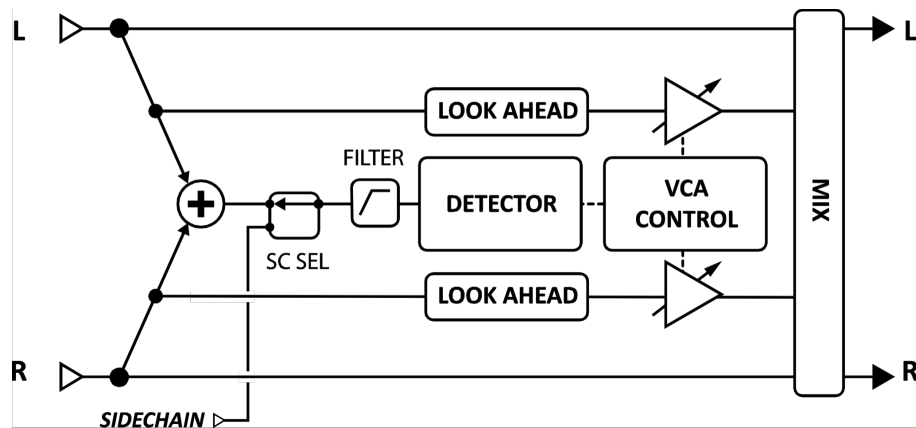 L
L
LOOK AHEAD
FILTER
DETECTOR
VCA
CONTROL
MIX
SC SEL
LOOK AHEAD
R
R
SIDECHAIN